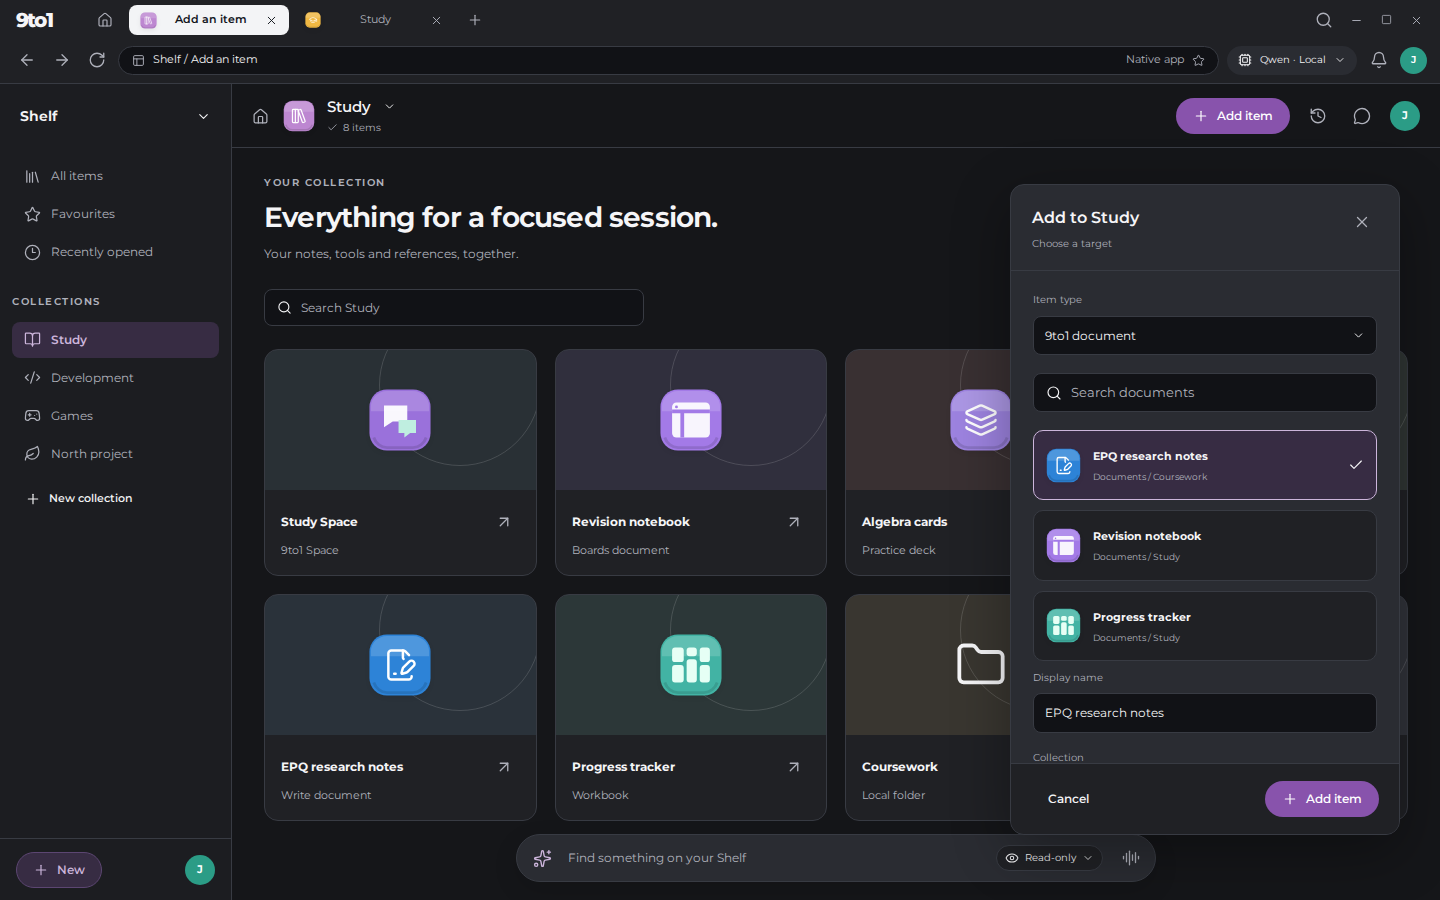 9to1
Add an item
Study
Shelf / Add an item
Native app
Qwen · Local
J
Shelf
All items
Favourites
Recently opened
COLLECTIONS
Study
Development
Games
North project
New collection
New
J
Study
8 items
Add item
J
YOUR COLLECTION
Everything for a focused session.
Your notes, tools and references, together.
Search Study
Study Space
9to1 Space
Revision notebook
Boards document
Algebra cards
Practice deck
EPQ research notes
Write document
Progress tracker
Workbook
Coursework
Local folder
Add to Study
Choose a target
Item type
9to1 document
Search documents
EPQ research notes
Documents / Coursework
Revision notebook
Documents / Study
Progress tracker
Documents / Study
Display name
EPQ research notes
Collection
Cancel
Add item
Find something on your Shelf
Read-only